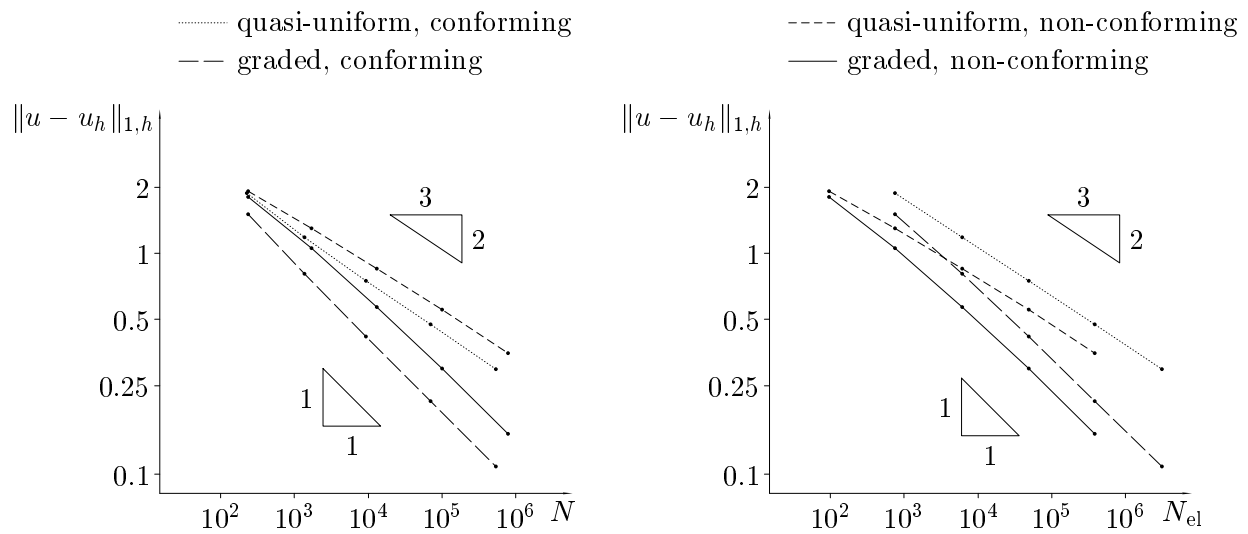 quasi-uniform, conforming
graded, conforming
‖u − u_h‖_{1,h}
2
1
0.5
0.25
0.1
10^2 10^3 10^4 10^5 10^6 N
3
2
1
1
quasi-uniform, non-conforming
graded, non-conforming
‖u − u_h‖_{1,h}
2
1
0.5
0.25
0.1
10^2 10^3 10^4 10^5 10^6 N_el
3
2
1
1